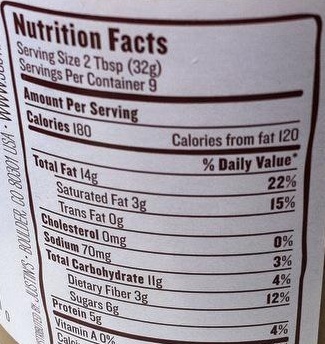 Nutrition Facts
Serving Size 2 Tbsp (32g)
Servings Per Container 9
Amount Per Serving
Calories 180 Calories from fat 120
% Daily Value*
Total Fat 14g 22%
Saturated Fat 3g 15%
Trans Fat 0g
Cholesterol 0mg 0%
Sodium 70mg 3%
Total Carbohydrate 11g 4%
Dietary Fiber 3g 12%
Sugars 6g
Protein 5g 4%
Vitamin A 0%
JUSTIN'S • BOULDER, CO 80301 USA •